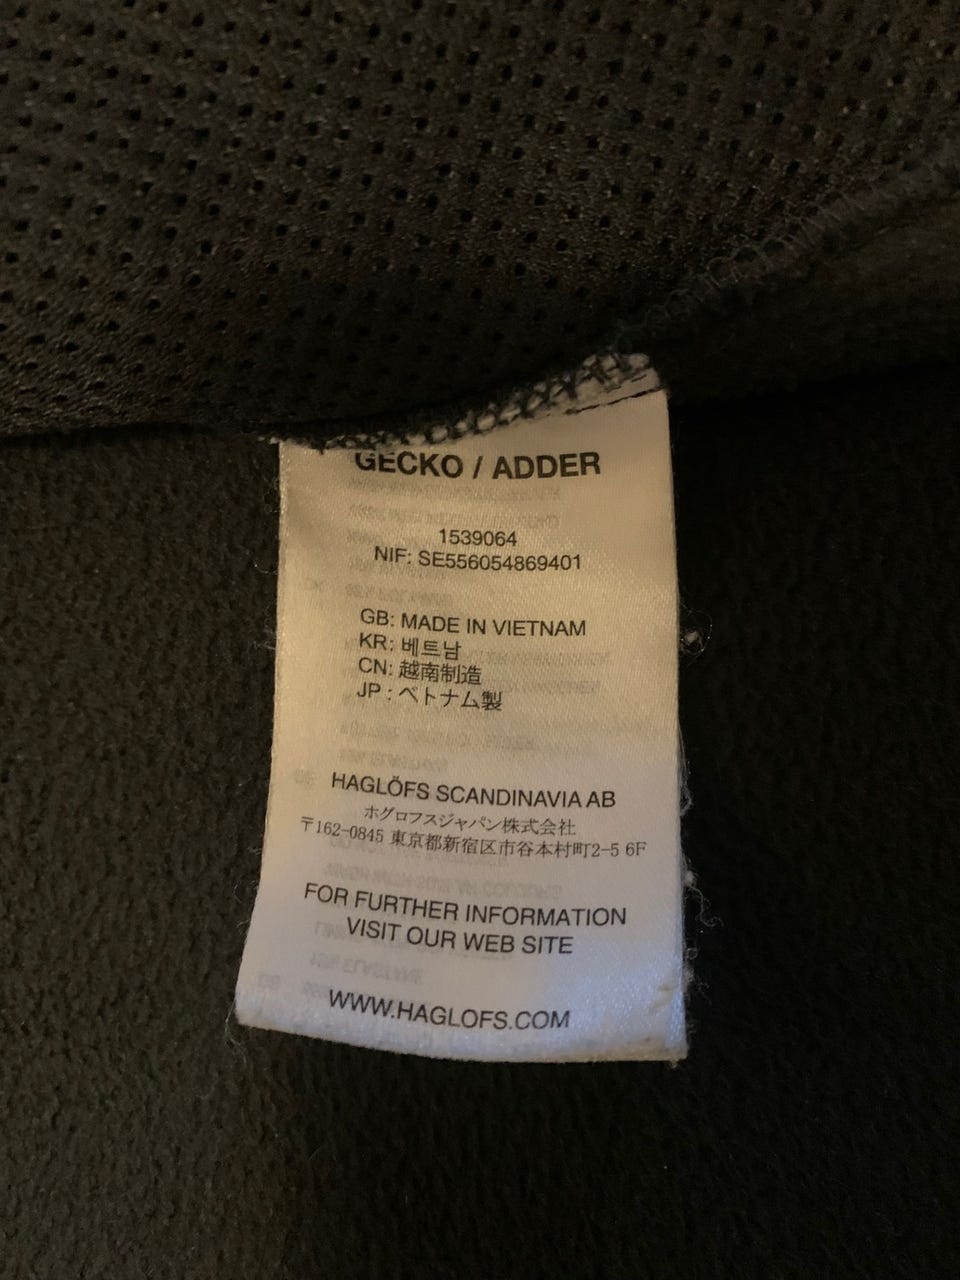 GECKO / ADDER
1539064
NIF: SE556054869401
GB: MADE IN VIETNAM
KR: 베트남
CN: 越南制造
JP : ベトナム製
HAGLÖFS SCANDINAVIA AB
ホグロフスジャパン株式会社
〒162-0845 東京都新宿区市谷本村町2-5 6F
FOR FURTHER INFORMATION
VISIT OUR WEB SITE
WWW.HAGLOFS.COM